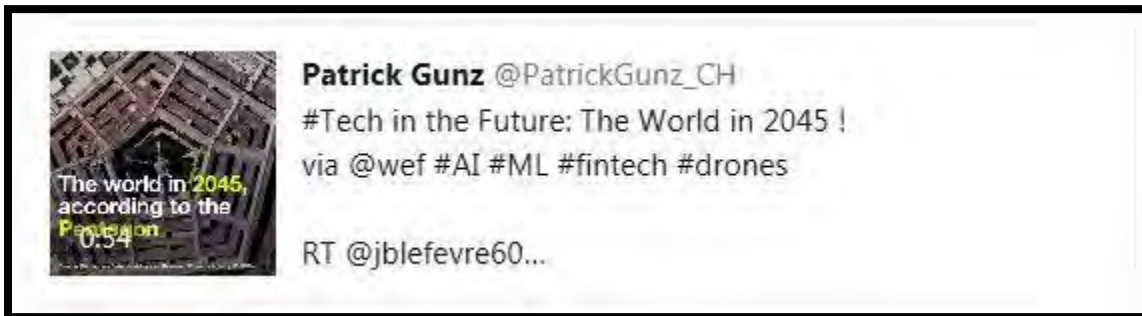 The world in 2045,
according to the
Pentagon
0:54
Patrick Gunz @PatrickGunz_CH
#Tech in the Future: The World in 2045 !
via @wef #AI #ML #fintech #drones
RT @jblefevre60...